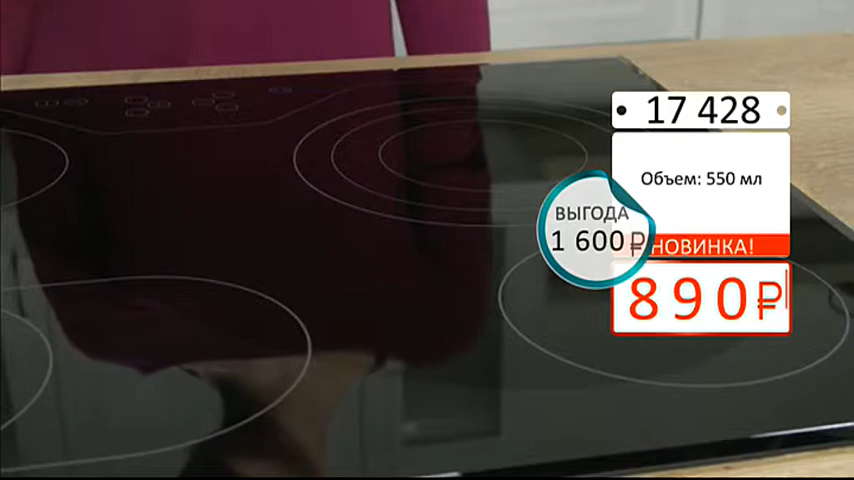 17 428
Объем: 550 мл
ВЫГОДА
1 600 ₽
НОВИНКА!
890₽